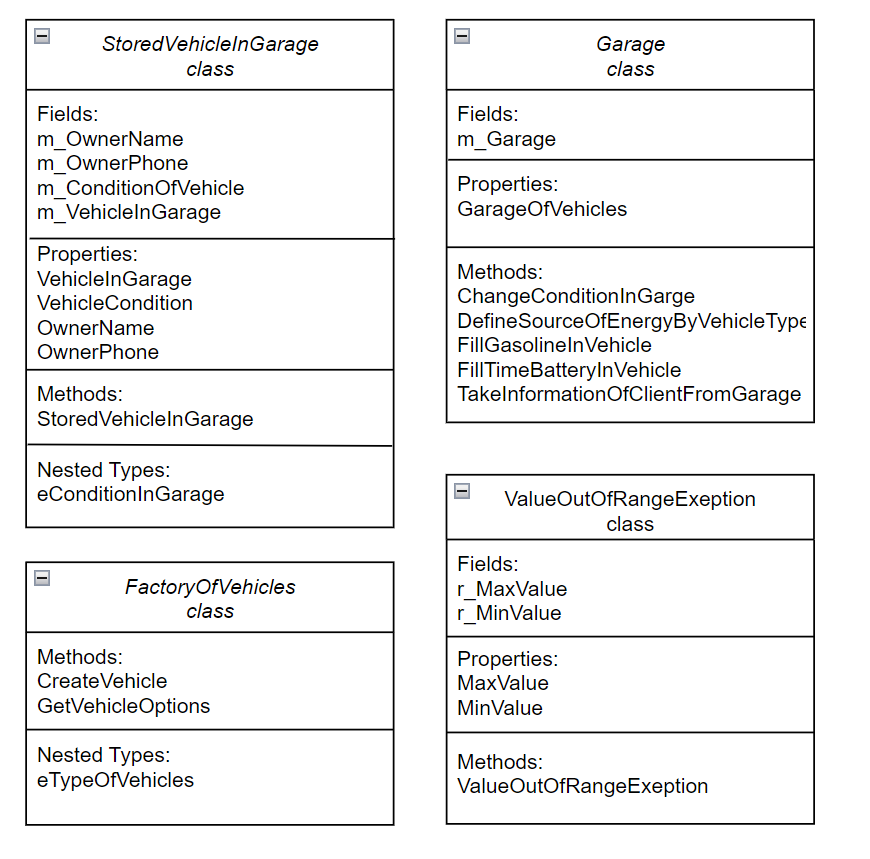 StoredVehicleInGarage
class
Fields:
m_OwnerName
m_OwnerPhone
m_ConditionOfVehicle
m_VehicleInGarage
Properties:
VehicleInGarage
VehicleCondition
OwnerName
OwnerPhone
Methods:
StoredVehicleInGarage
Nested Types:
eConditionInGarage
Garage
class
Fields:
m_Garage
Properties:
GarageOfVehicles
Methods:
ChangeConditionInGarge
DefineSourceOfEnergyByVehicleType
FillGasolineInVehicle
FillTimeBatteryInVehicle
TakeInformationOfClientFromGarage
FactoryOfVehicles
class
Methods:
CreateVehicle
GetVehicleOptions
Nested Types:
eTypeOfVehicles
ValueOutOfRangeExeption
class
Fields:
r_MaxValue
r_MinValue
Properties:
MaxValue
MinValue
Methods:
ValueOutOfRangeExeption